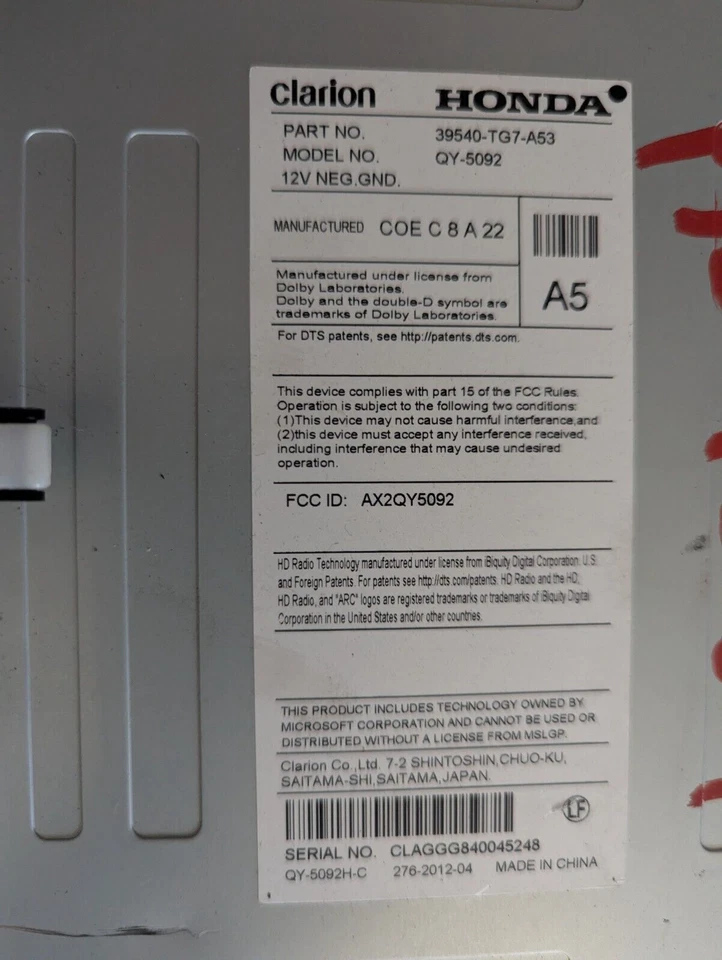 clarion HONDA
PART NO. 39540-TG7-A53
MODEL NO. QY-5092
12V NEG.GND.
MANUFACTURED COE C 8 A 22
A5
Manufactured under license from
Dolby Laboratories.
Dolby and the double-D symbol are
trademarks of Dolby Laboratories.
For DTS patents, see http://patents.dts.com.
This device complies with part 15 of the FCC Rules.
Operation is subject to the following two conditions:
(1)This device may not cause harmful interference,and
(2)this device must accept any interference received,
including interference that may cause undesired
operation.
FCC ID: AX2QY5092
HD Radio Technology manufactured under license from iBiquity Digital Corporation. U.S.
and Foreign Patents. For patents see http://dts.com/patents. HD Radio and the HD,
HD Radio, and "ARC" logos are registered trademarks or trademarks of iBiquity Digital
Corporation in the United States and/or other countries.
THIS PRODUCT INCLUDES TECHNOLOGY OWNED BY
MICROSOFT CORPORATION AND CANNOT BE USED OR
DISTRIBUTED WITHOUT A LICENSE FROM MSLGP.
Clarion Co.,Ltd. 7-2 SHINTOSHIN,CHUO-KU,
SAITAMA-SHI,SAITAMA,JAPAN.
LF
SERIAL NO. CLAGGG840045248
QY-5092H-C 276-2012-04 MADE IN CHINA